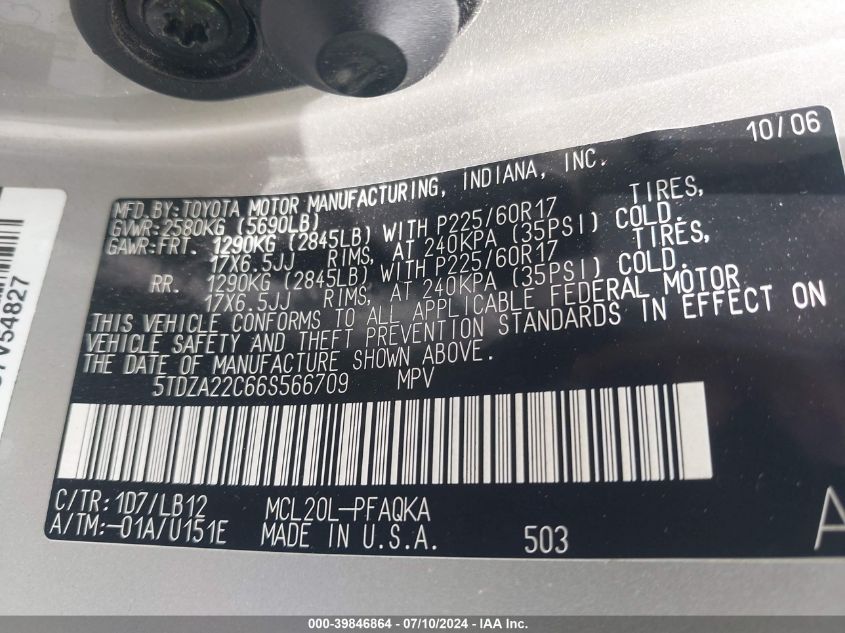 10/06
MFD.BY:TOYOTA MOTOR MANUFACTURING, INDIANA, INC.
GVWR:2580KG (5690LB)
GAWR:FRT. 1290KG (2845LB) WITH P225/60R17 TIRES,
17X6.5JJ RIMS, AT 240KPA (35PSI) COLD.
RR. 1290KG (2845LB) WITH P225/60R17 TIRES,
17X6.5JJ RIMS, AT 240KPA (35PSI) COLD.
THIS VEHICLE CONFORMS TO ALL APPLICABLE FEDERAL MOTOR
VEHICLE SAFETY AND THEFT PREVENTION STANDARDS IN EFFECT ON
THE DATE OF MANUFACTURE SHOWN ABOVE.
5TDZA22C66S566709 MPV
C/TR: 1D7/LB12 MCL20L-PFAQKA
A/TM:-01A/U151E MADE IN U.S.A. 503
A
V54827
000-39846864 - 07/10/2024 - IAA Inc.